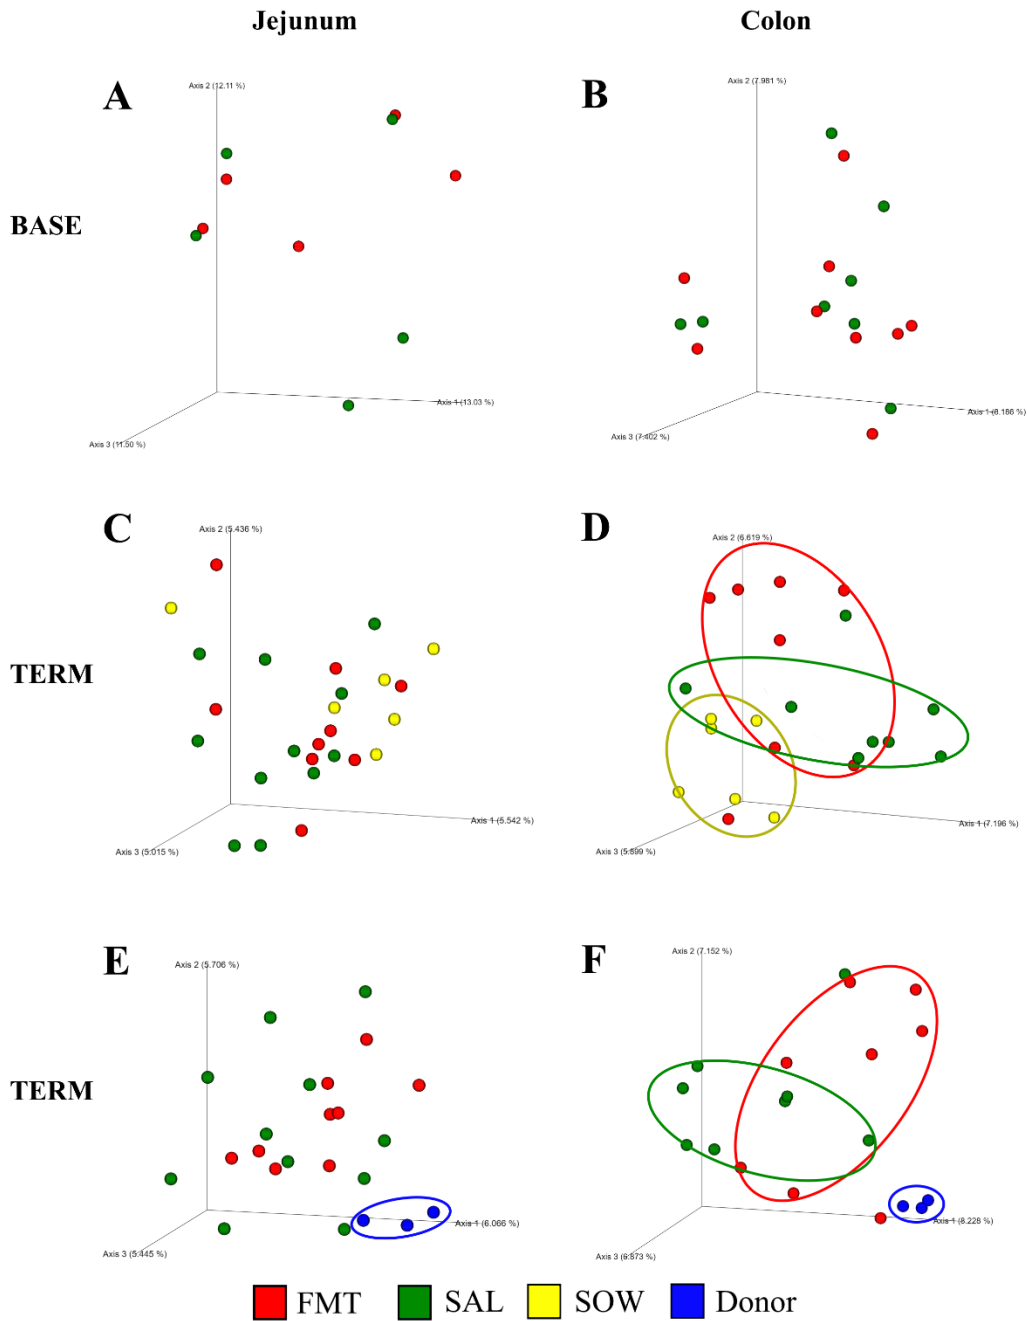 Jejunum Colon
A B
Axis 2 (12.11 %) Axis 2 (7.981 %)
BASE
Axis 1 (13.03 %) Axis 1 (8.186 %)
Axis 3 (11.50 %) Axis 3 (7.402 %)
C D
Axis 2 (5.436 %) Axis 2 (6.619 %)
TERM
Axis 1 (5.542 %) Axis 1 (7.196 %)
Axis 3 (5.015 %) Axis 3 (5.899 %)
E F
Axis 2 (5.706 %) Axis 2 (7.152 %)
TERM
Axis 1 (6.066 %) Axis 1 (8.228 %)
Axis 3 (5.445 %) Axis 3 (6.873 %)
FMT SAL SOW Donor